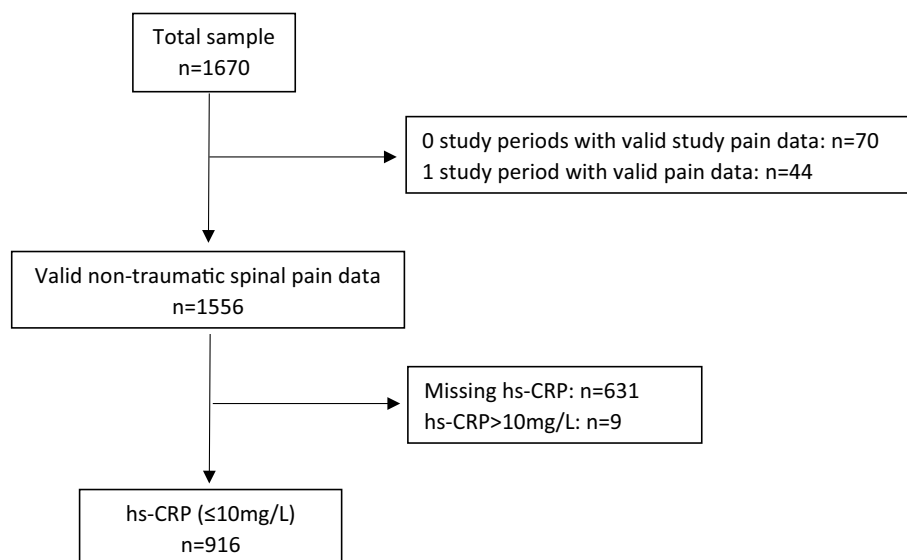 Total sample
n=1670
0 study periods with valid study pain data: n=70
1 study period with valid pain data: n=44
Valid non-traumatic spinal pain data
n=1556
Missing hs-CRP: n=631
hs-CRP>10mg/L: n=9
hs-CRP (≤10mg/L)
n=916